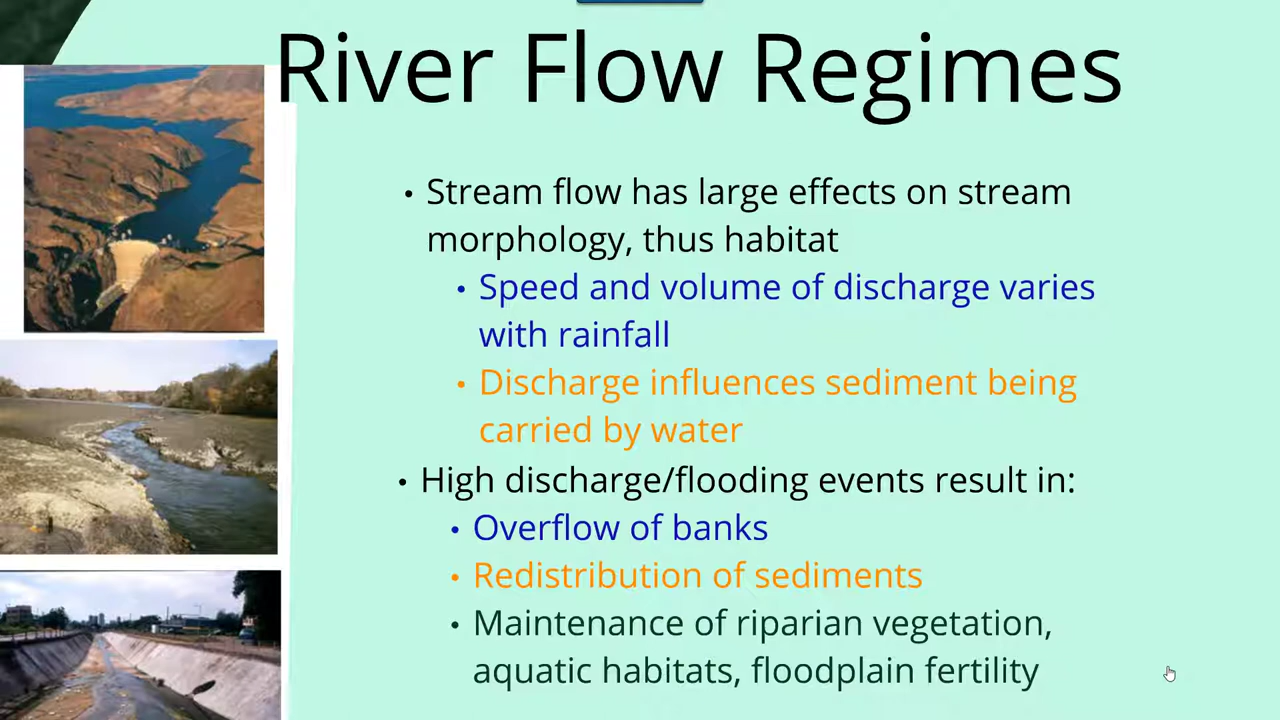 River Flow Regimes
• Stream flow has large effects on stream
morphology, thus habitat
• Speed and volume of discharge varies
with rainfall
• Discharge influences sediment being
carried by water
• High discharge/flooding events result in:
• Overflow of banks
• Redistribution of sediments
• Maintenance of riparian vegetation,
aquatic habitats, floodplain fertility